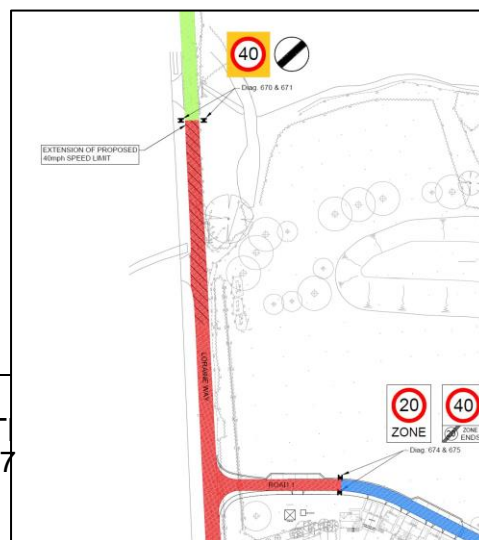 40
Diag. 670 & 671
EXTENSION OF PROPOSED
40mph SPEED LIMIT
LORAINE WAY
20
ZONE
40
ZONE
ENDS
Diag. 674 & 675
ROAD 1
7